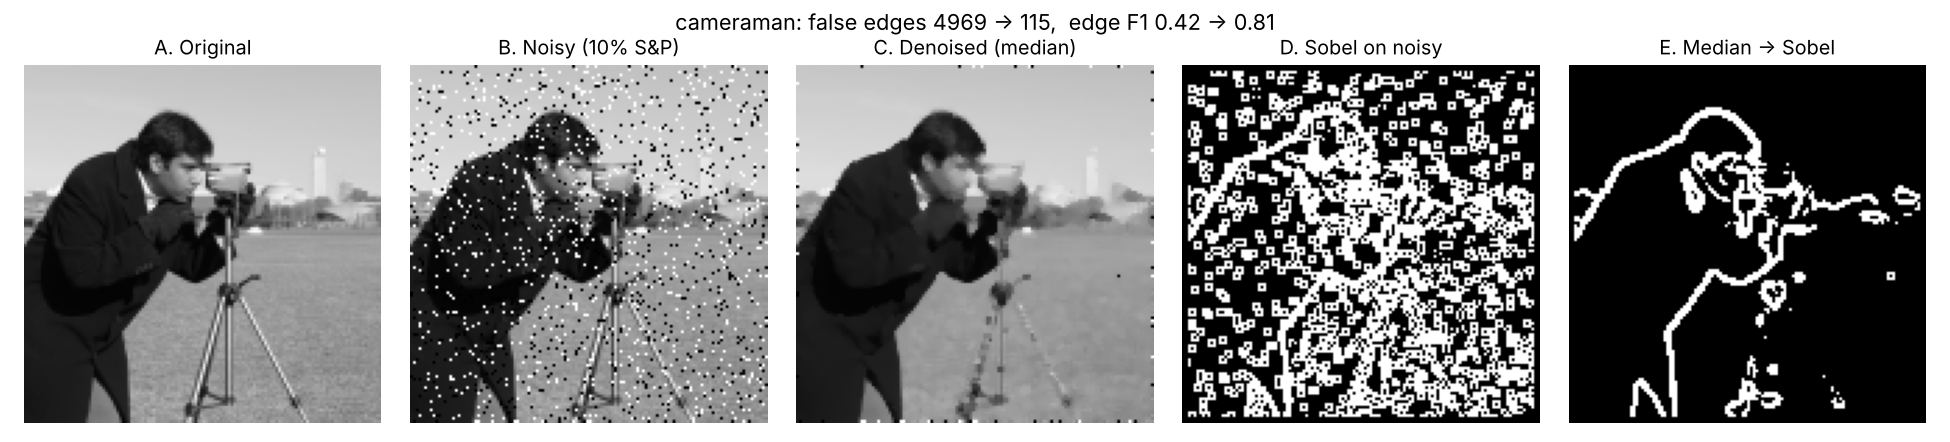 cameraman: false edges 4969 → 115, edge F1 0.42 → 0.81
A. Original
B. Noisy (10% S&P)
C. Denoised (median)
D. Sobel on noisy
E. Median → Sobel